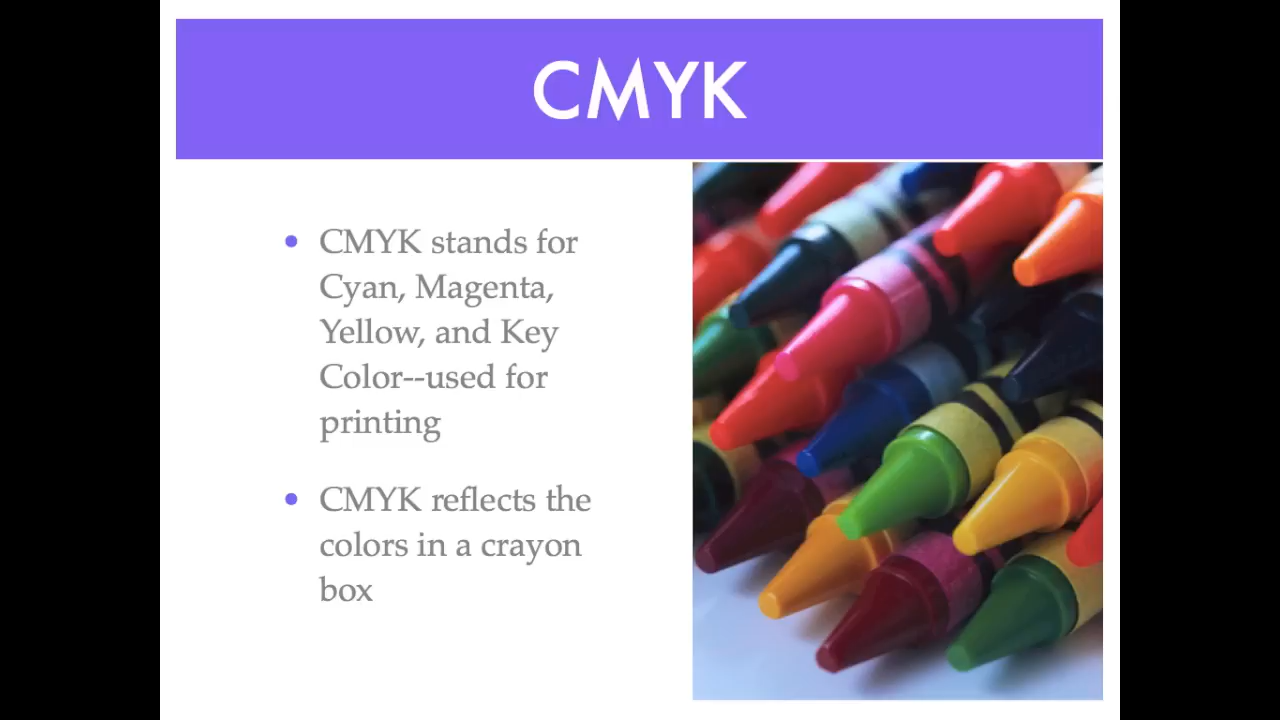 CMYK
• CMYK stands for
Cyan, Magenta,
Yellow, and Key
Color--used for
printing
• CMYK reflects the
colors in a crayon
box